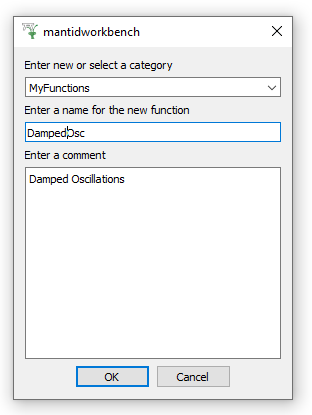 mantidworkbench
Enter new or select a category
MyFunctions
Enter a name for the new function
DampedOsc
Enter a comment
Damped Oscillations
OK
Cancel